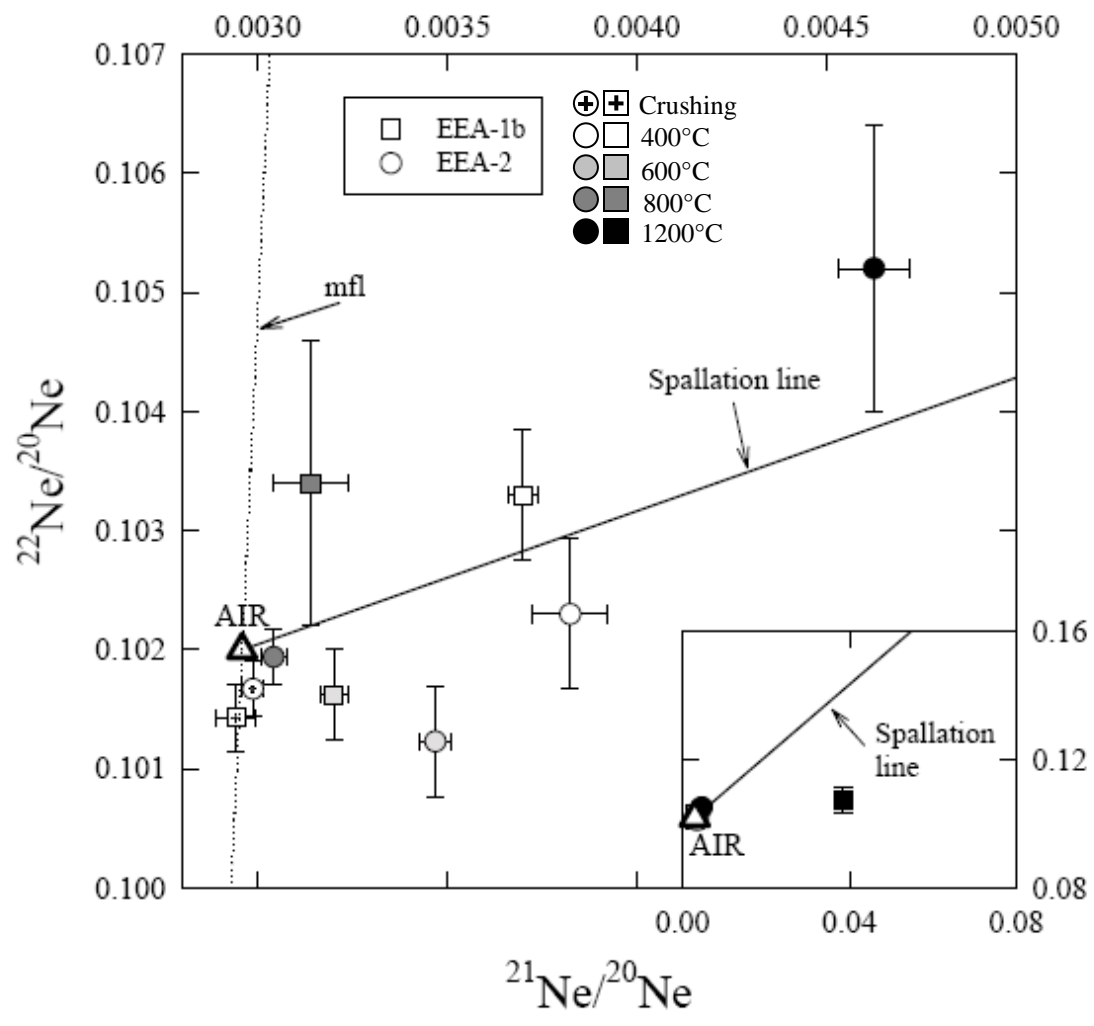 0.0030 0.0035 0.0040 0.0045 0.0050
0.107
0.106
0.105
0.104
0.103
0.102
0.101
0.100
²²Ne/²⁰Ne
EEA-1b
EEA-2
Crushing
400°C
600°C
800°C
1200°C
mfl
Spallation line
AIR
0.16
0.12
0.08
Spallation
line
AIR
0.00 0.04 0.08
²¹Ne/²⁰Ne